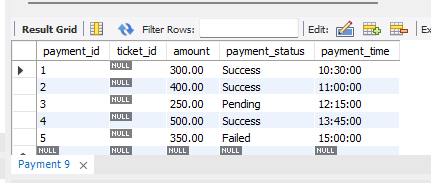 Result Grid Filter Rows: Edit:
payment_id ticket_id amount payment_status payment_time
1 NULL 300.00 Success 10:30:00
2 NULL 400.00 Success 11:00:00
3 NULL 250.00 Pending 12:15:00
4 NULL 500.00 Success 13:45:00
5 NULL 350.00 Failed 15:00:00
NULL NULL NULL NULL NULL
Payment 9